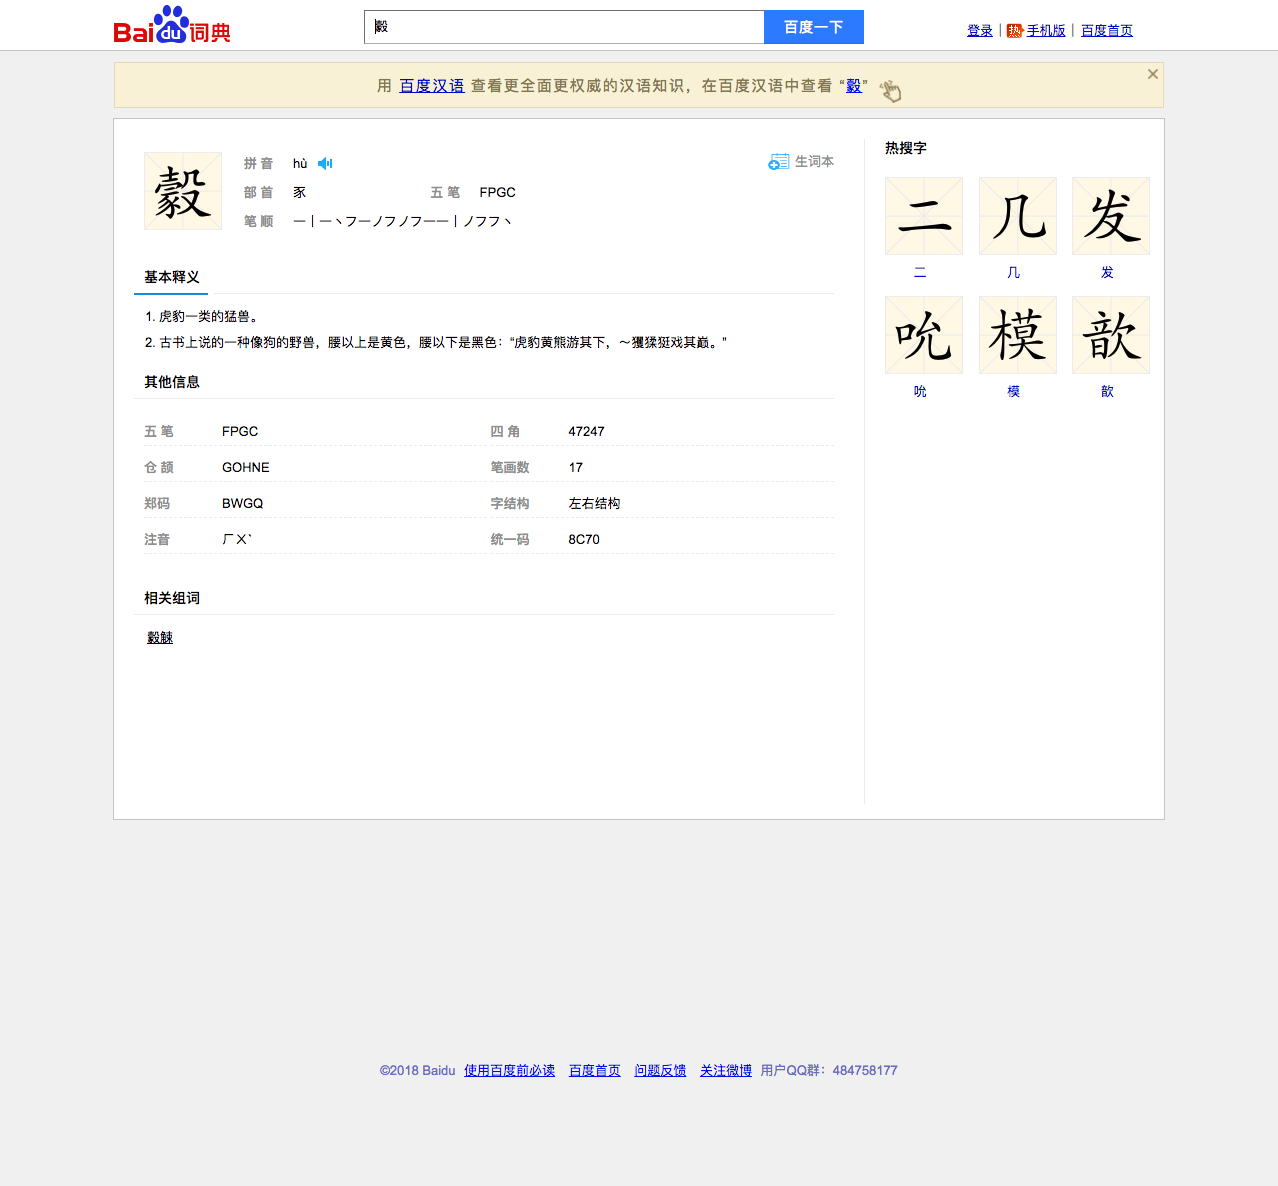 Baidu词典
豰
百度一下
登录 | 热 手机版 | 百度首页
用 百度汉语 查看更全面更权威的汉语知识，在百度汉语中查看 “豰”
豰
拼 音 hù
生词本
部 首 豕 五 笔 FPGC
笔 顺 一丨一丶フ一ノフノフ一一丨ノフフ丶
基本释义
1. 虎豹一类的猛兽。
2. 古书上说的一种像狗的野兽，腰以上是黄色，腰以下是黑色：“虎豹黄熊游其下，～玃猱狿戏其巅。”
其他信息
五 笔 FPGC 四 角 47247
仓 颉 GOHNE 笔画数 17
郑码 BWGQ 字结构 左右结构
注音 ㄏㄨˋ 统一码 8C70
相关组词
豰觫
热搜字
二 几 发
二 几 发
吮 模 歆
吮 模 歆
©2018 Baidu 使用百度前必读 百度首页 问题反馈 关注微博 用户QQ群：484758177